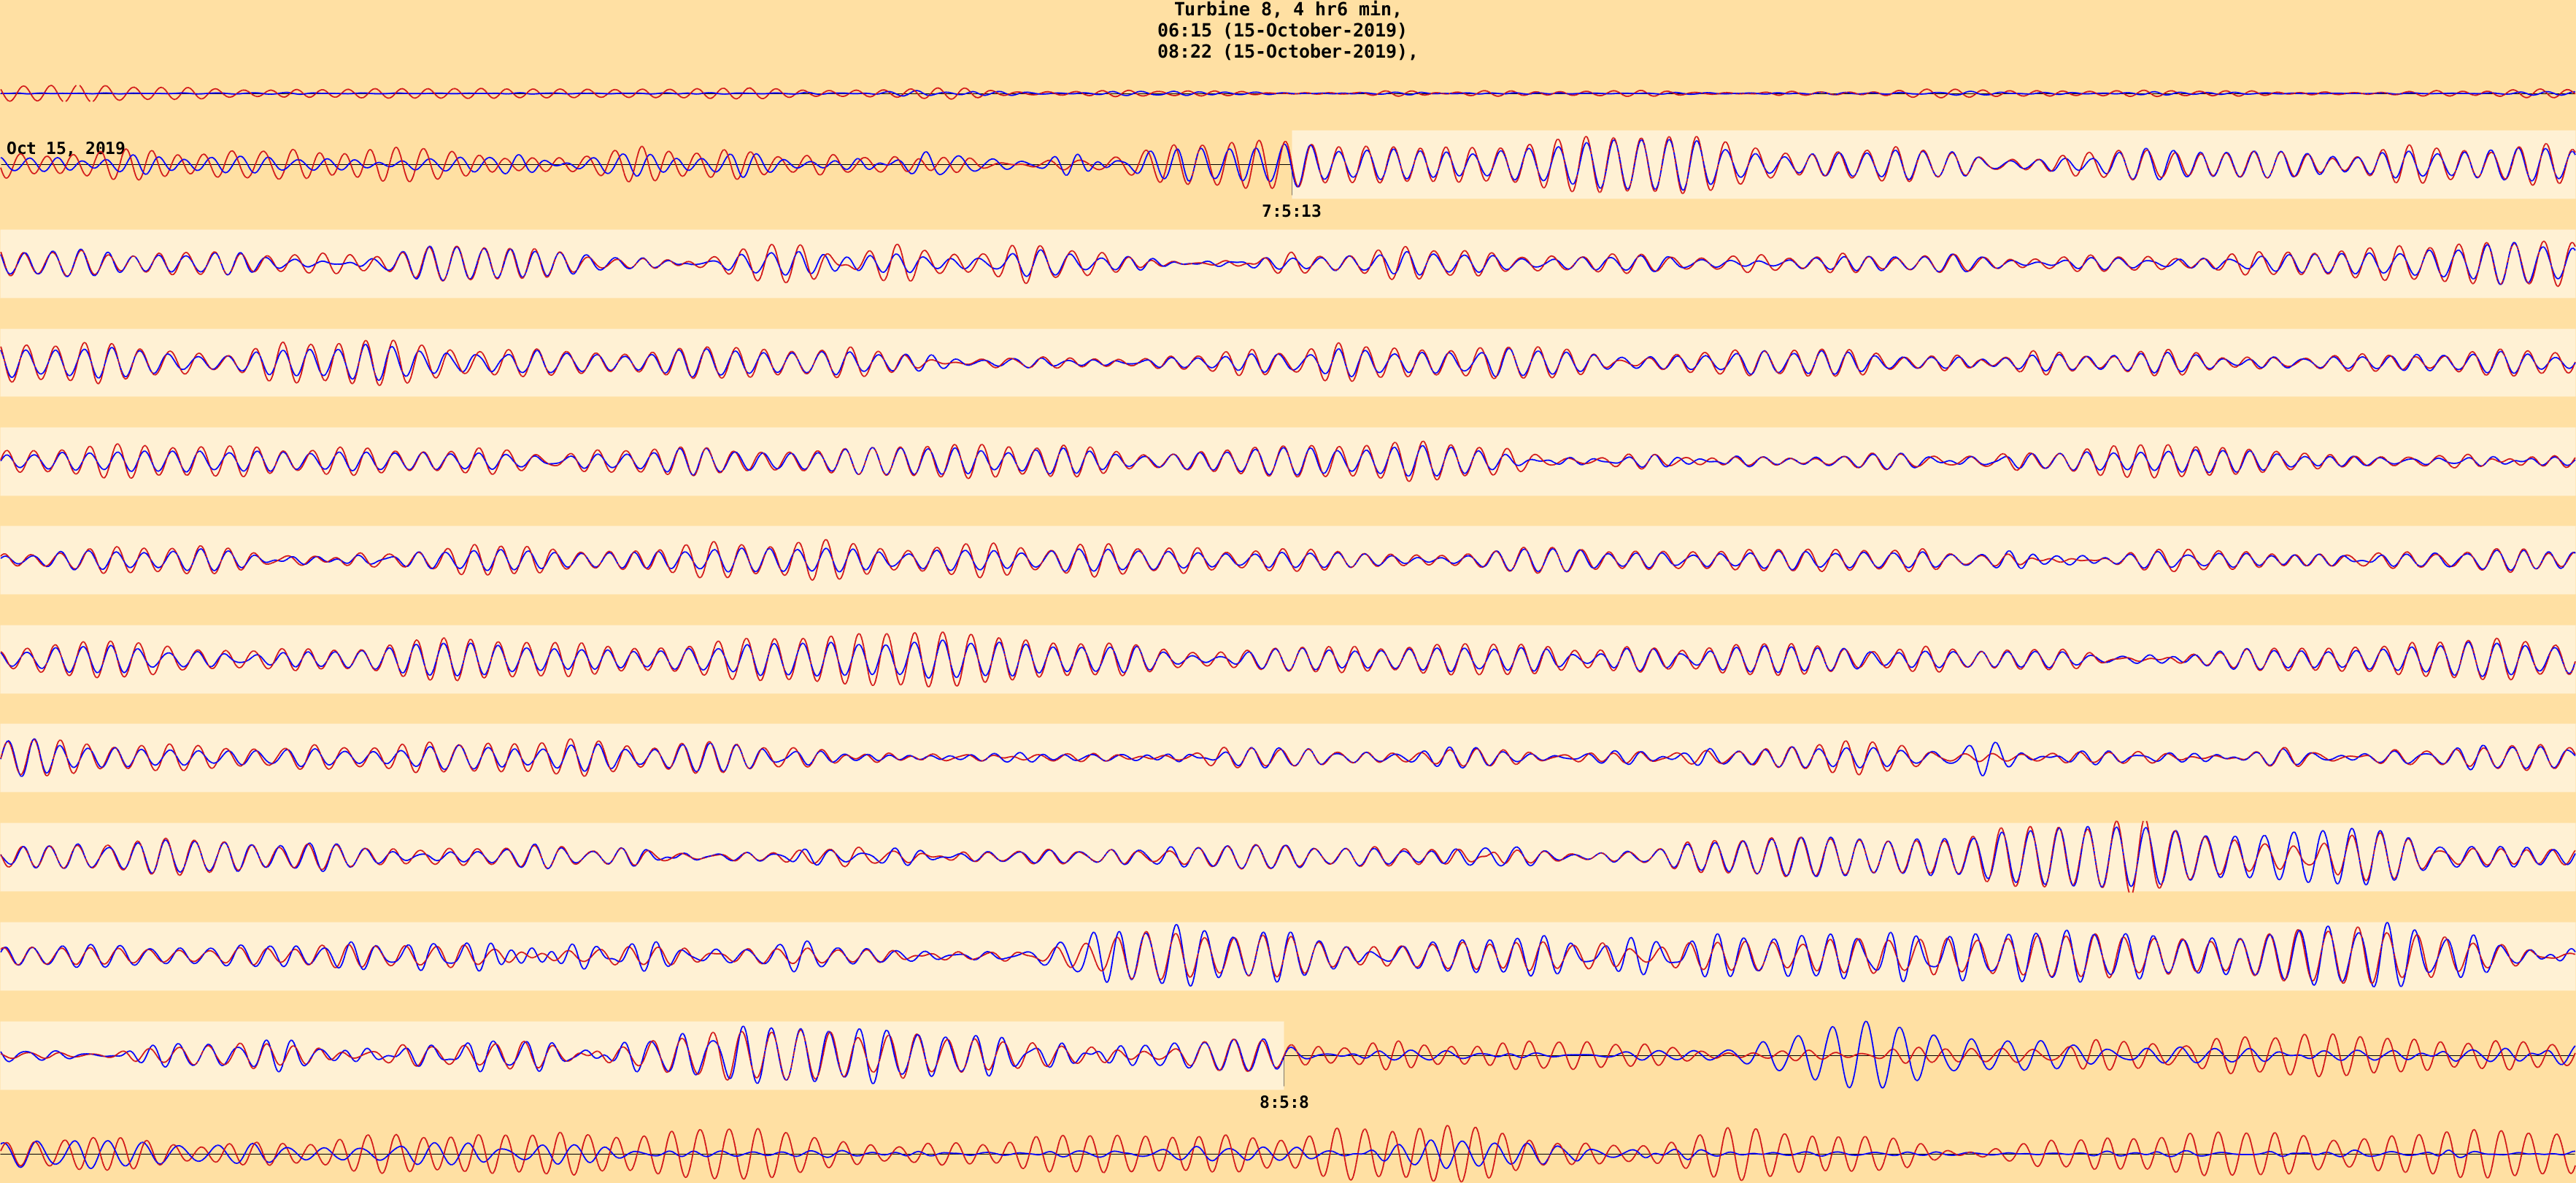 Turbine 8, 4 hr6 min,
06:15 (15-October-2019)
08:22 (15-October-2019),
Oct 15, 2019
7:5:13
8:5:8